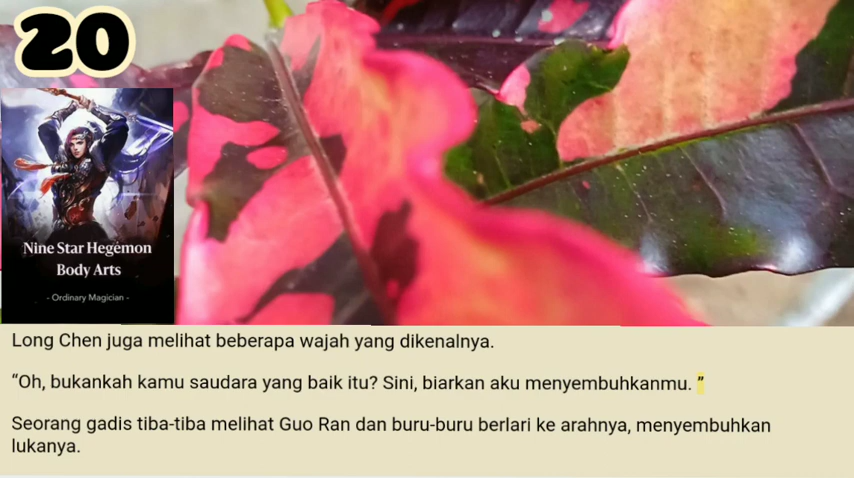 20
Nine Star Hegemon
Body Arts
- Ordinary Magician -
Long Chen juga melihat beberapa wajah yang dikenalnya.
“Oh, bukankah kamu saudara yang baik itu? Sini, biarkan aku menyembuhkanmu. ”
Seorang gadis tiba-tiba melihat Guo Ran dan buru-buru berlari ke arahnya, menyembuhkan
lukanya.